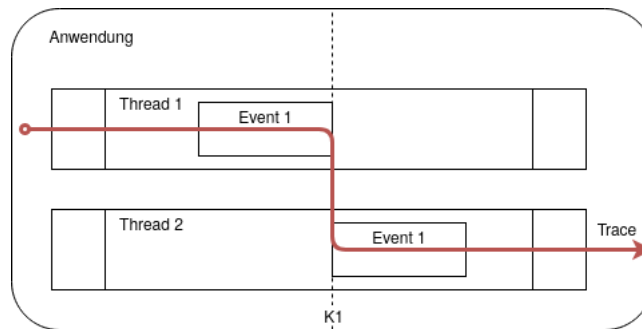 Anwendung
Thread 1
Event 1
Thread 2
Event 1
Trace
K1